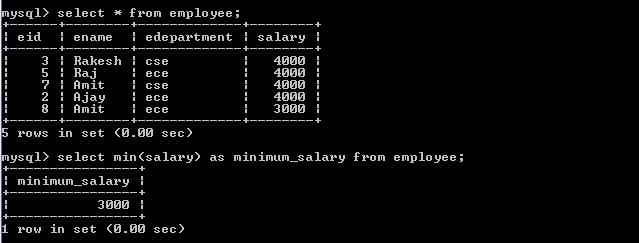 mysql> select * from employee;
+------+--------+-------------+--------+
| eid  | ename  | edepartment | salary |
+------+--------+-------------+--------+
|    3 | Rakesh | cse         |   4000 |
|    5 | Raj    | ece         |   4000 |
|    7 | Amit   | cse         |   4000 |
|    2 | Ajay   | ece         |   4000 |
|    8 | Amit   | ece         |   3000 |
+------+--------+-------------+--------+
5 rows in set (0.00 sec)
mysql> select min(salary) as minimum_salary from employee;
+----------------+
| minimum_salary |
+----------------+
|           3000 |
+----------------+
1 row in set (0.00 sec)